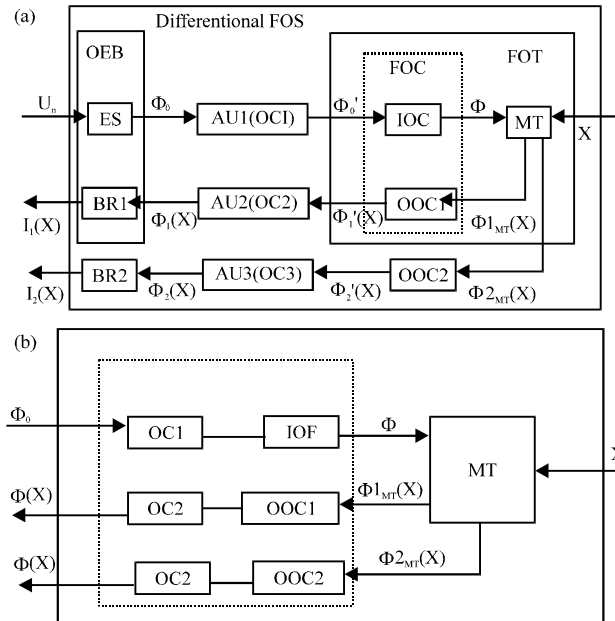 (a)
Differentional FOS
OEB
FOT
FOC
Uₙ
ES
Φ₀
AU1(OCI)
Φ₀'
IOC
Φ
MT
X
BR1
I₁(X)
Φ₁(X)
AU2(OC2)
Φ₁'(X)
OOC1
Φ1MT(X)
BR2
I₂(X)
Φ₂(X)
AU3(OC3)
Φ₂'(X)
OOC2
Φ2MT(X)
(b)
Φ₀
OC1
IOF
Φ
MT
X
Φ(X)
OC2
OOC1
Φ1MT(X)
Φ(X)
OC2
OOC2
Φ2MT(X)